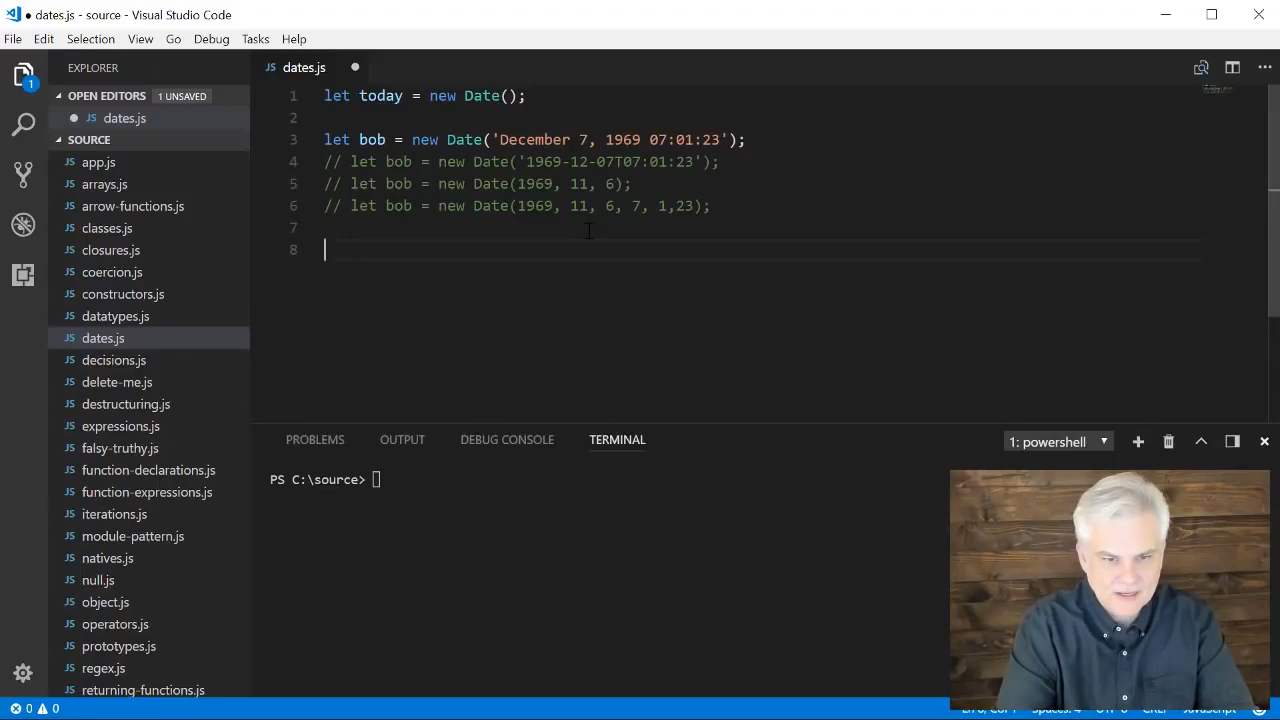 ● dates.js - source - Visual Studio Code
File Edit Selection View Go Debug Tasks Help
EXPLORER
OPEN EDITORS 1 UNSAVED
dates.js
SOURCE
app.js
arrays.js
arrow-functions.js
classes.js
closures.js
coercion.js
constructors.js
datatypes.js
dates.js
decisions.js
delete-me.js
destructuring.js
expressions.js
falsy-truthy.js
function-declarations.js
function-expressions.js
iterations.js
module-pattern.js
natives.js
null.js
object.js
operators.js
prototypes.js
regex.js
returning-functions.js
1
JS dates.js ●
1 let today = new Date();
2
3 let bob = new Date('December 7, 1969 07:01:23');
4 // let bob = new Date('1969-12-07T07:01:23');
5 // let bob = new Date(1969, 11, 6);
6 // let bob = new Date(1969, 11, 6, 7, 1,23);
7
8
PROBLEMS OUTPUT DEBUG CONSOLE TERMINAL 1: powershell
PS C:\source>
0 0